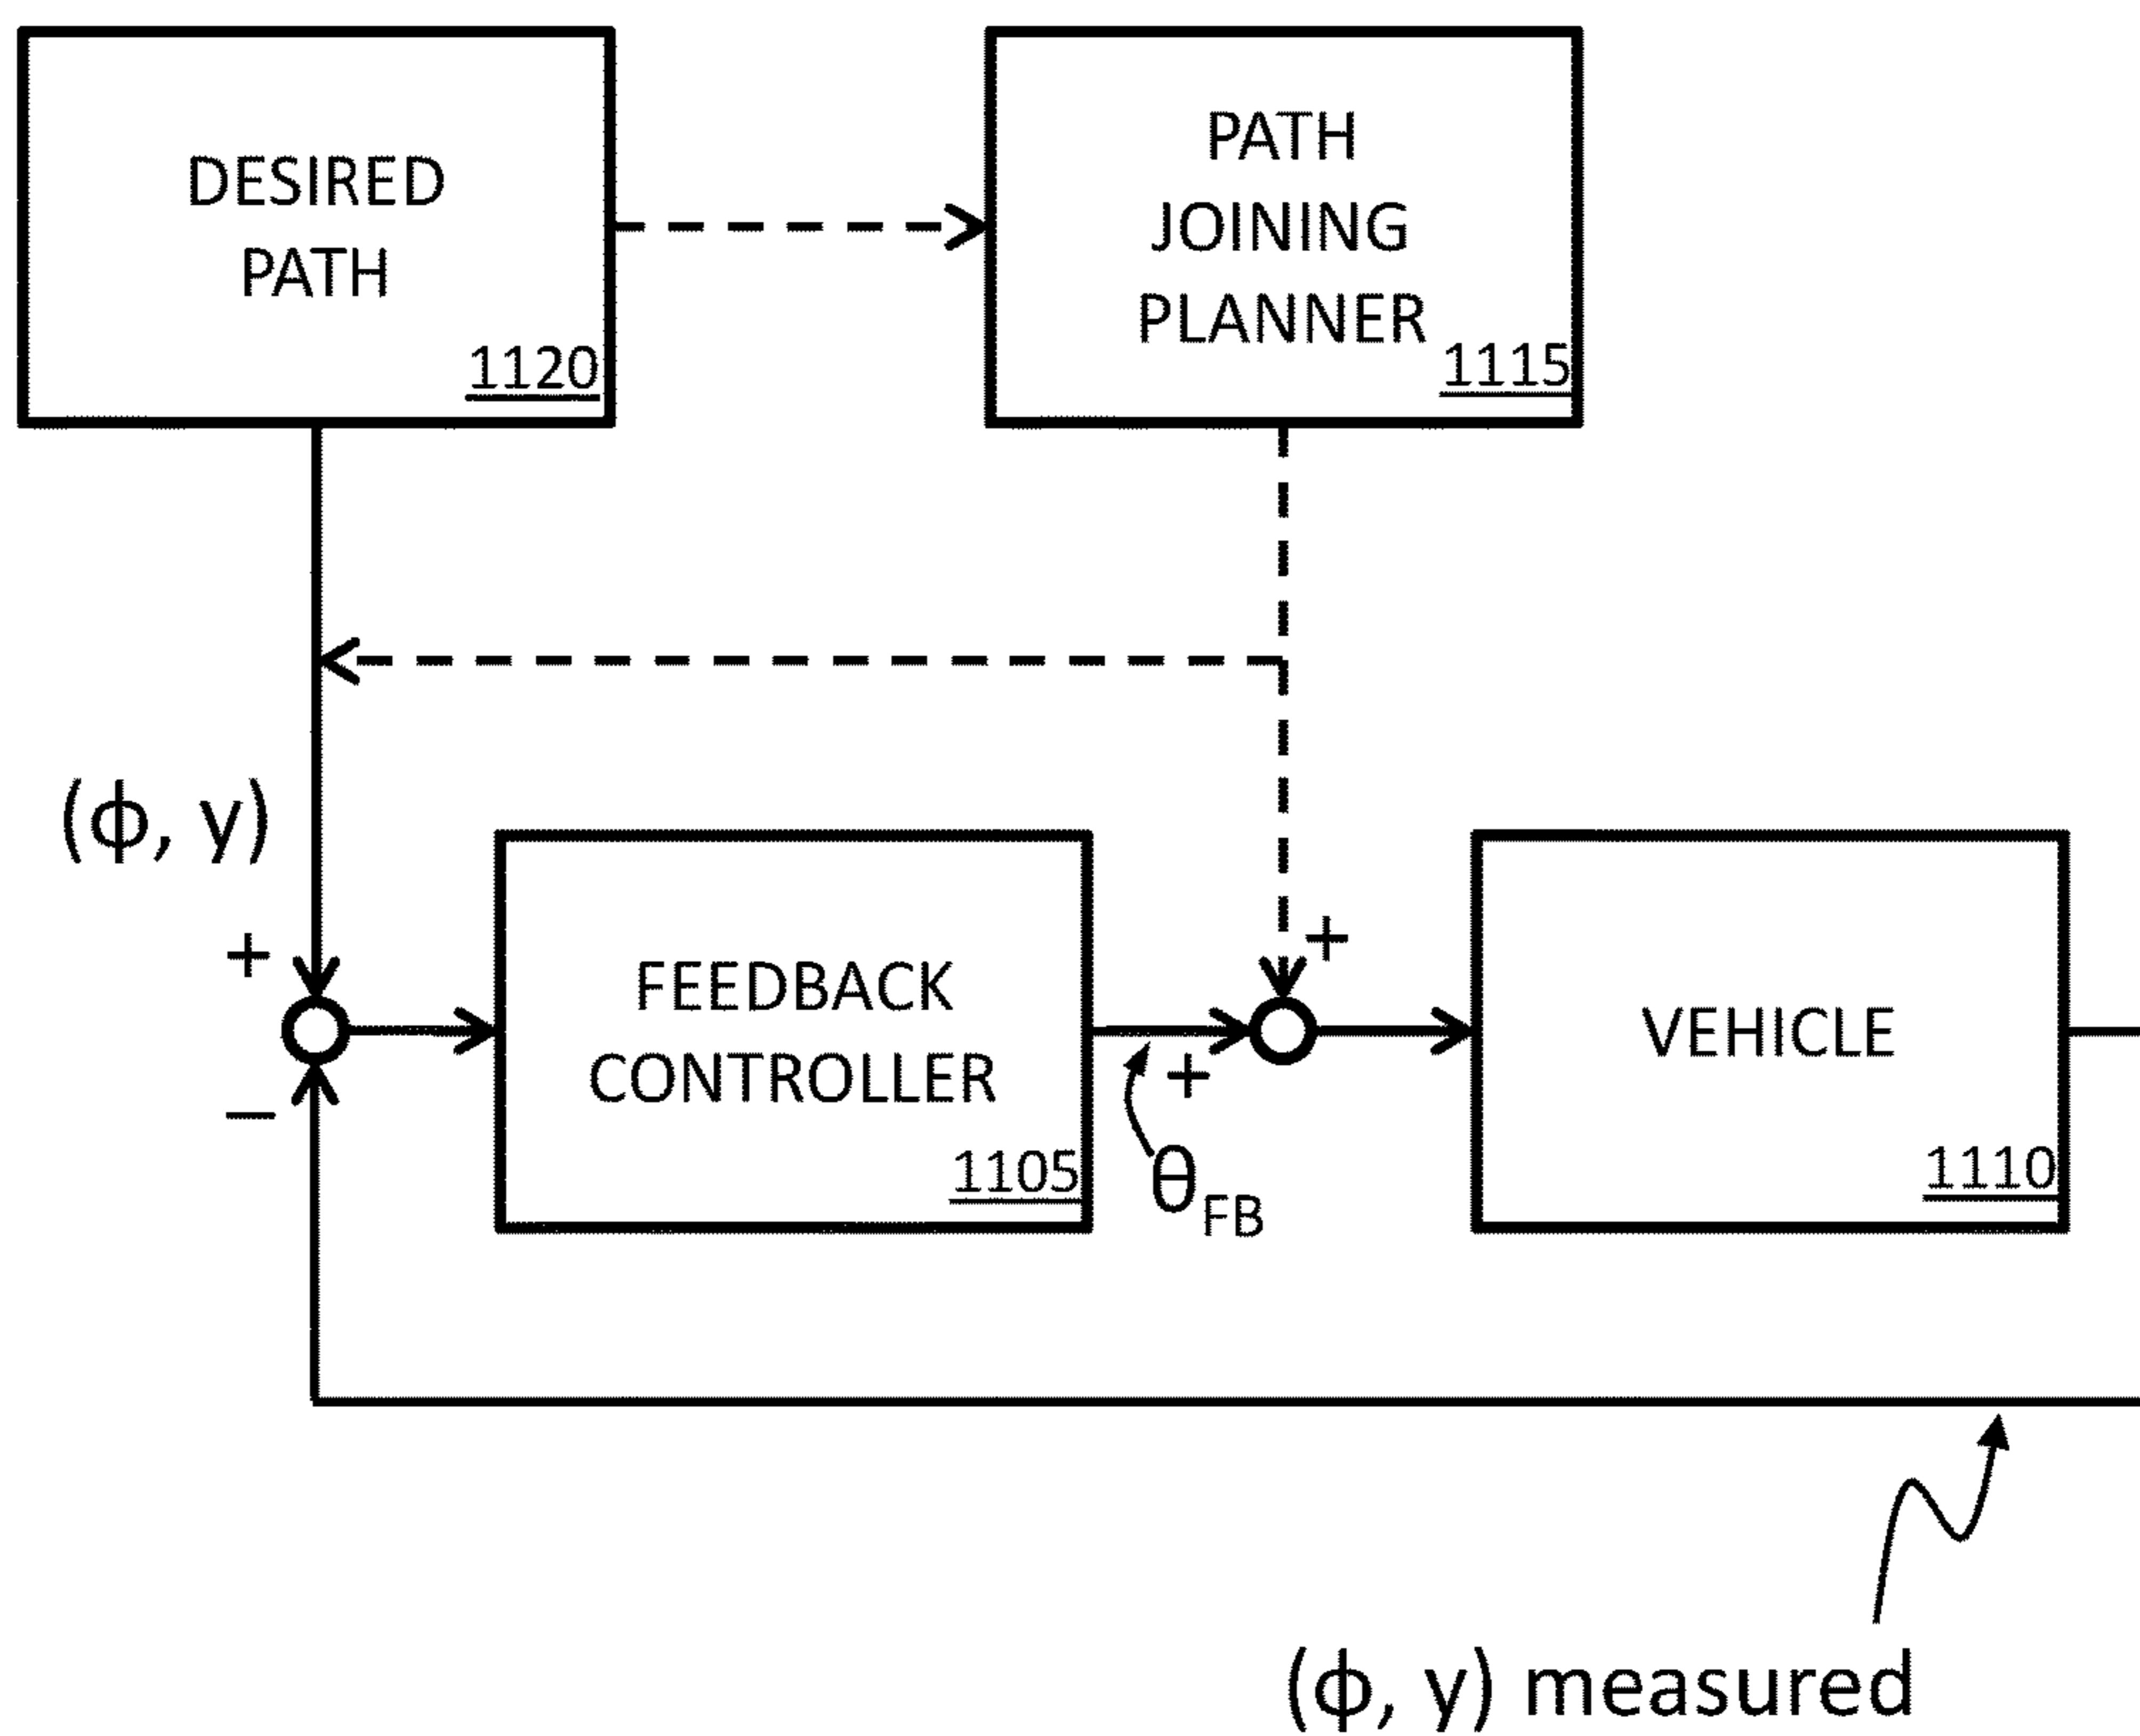 DESIRED
PATH
1120
PATH
JOINING
PLANNER
1115
(ϕ, y)
+
−
FEEDBACK
CONTROLLER
1105
+
+
θFB
VEHICLE
1110
(ϕ, y) measured